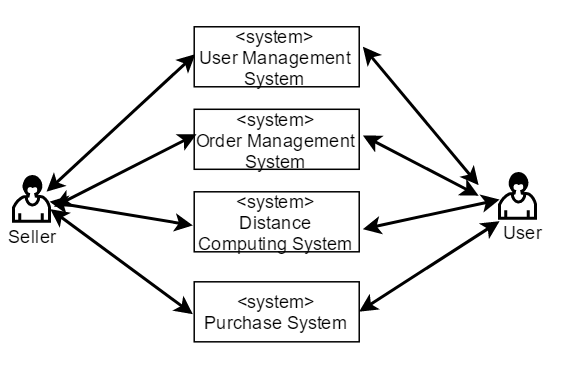 <system>
User Management
System
<system>
Order Management
System
<system>
Distance
Computing System
<system>
Purchase System
Seller
User